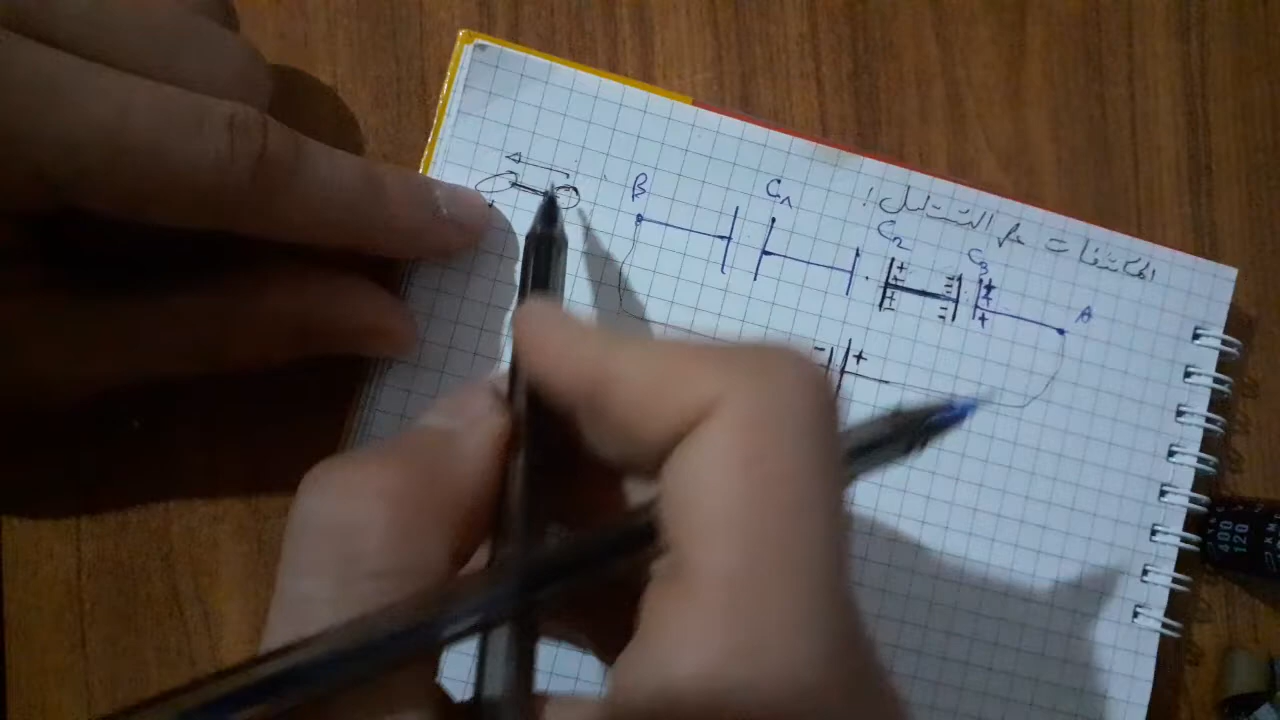 المكثفات على التسلسل !
B C1 C2 C3 A
+ + + + - - - - + + +
- +
400
120